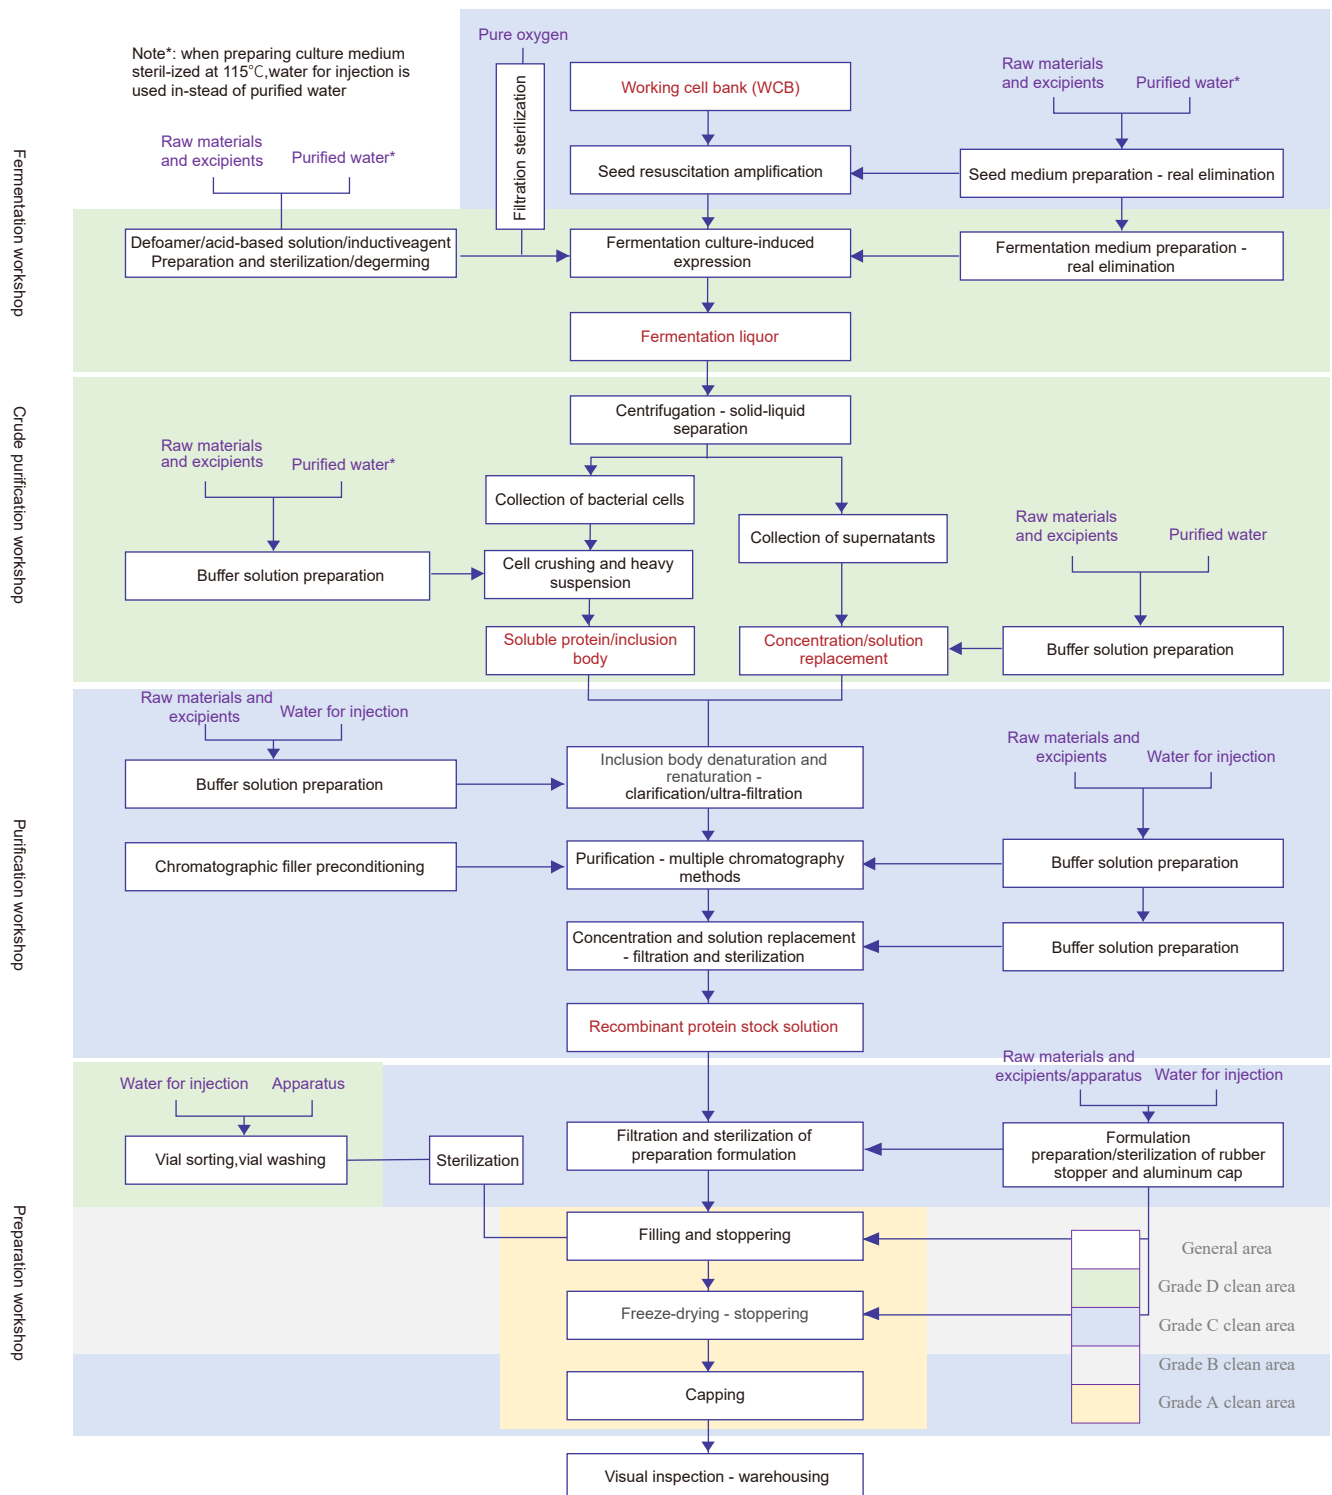 Pure oxygen
Note*: when preparing culture medium
steril-ized at 115℃,water for injection is
used in-stead of purified water
Filtration sterilization
Working cell bank (WCB)
Raw materials
and excipients
Purified water*
Fermentation workshop
Raw materials
and excipients
Purified water*
Seed resuscitation amplification
Seed medium preparation - real elimination
Defoamer/acid-based solution/inductiveagent
Preparation and sterilization/degerming
Fermentation culture-induced
expression
Fermentation medium preparation -
real elimination
Fermentation liquor
Crude purification workshop
Centrifugation - solid-liquid
separation
Raw materials
and excipients
Purified water*
Collection of bacterial cells
Collection of supernatants
Raw materials
and excipients
Purified water
Buffer solution preparation
Cell crushing and heavy
suspension
Soluble protein/inclusion
body
Concentration/solution
replacement
Buffer solution preparation
Purification workshop
Raw materials and
excipients
Water for injection
Buffer solution preparation
Inclusion body denaturation and
renaturation -
clarification/ultra-filtration
Raw materials and
excipients
Water for injection
Chromatographic filler preconditioning
Purification - multiple chromatography
methods
Buffer solution preparation
Concentration and solution replacement
- filtration and sterilization
Buffer solution preparation
Recombinant protein stock solution
Preparation workshop
Water for injection
Apparatus
Raw materials and
excipients/apparatus
Water for injection
Vial sorting,vial washing
Sterilization
Filtration and sterilization of
preparation formulation
Formulation
preparation/sterilization of rubber
stopper and aluminum cap
Filling and stoppering
Freeze-drying - stoppering
Capping
Visual inspection - warehousing
General area
Grade D clean area
Grade C clean area
Grade B clean area
Grade A clean area